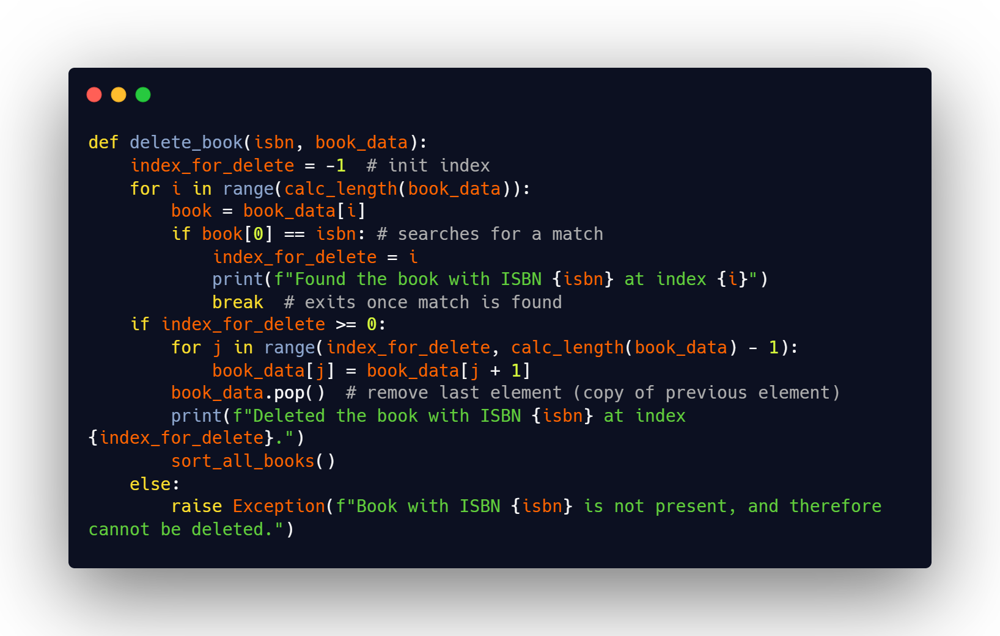 def delete_book(isbn, book_data):
    index_for_delete = -1  # init index
    for i in range(calc_length(book_data)):
        book = book_data[i]
        if book[0] == isbn: # searches for a match
            index_for_delete = i
            print(f"Found the book with ISBN {isbn} at index {i}")
            break  # exits once match is found
    if index_for_delete >= 0:
        for j in range(index_for_delete, calc_length(book_data) - 1):
            book_data[j] = book_data[j + 1]
        book_data.pop()  # remove last element (copy of previous element)
        print(f"Deleted the book with ISBN {isbn} at index
{index_for_delete}.")
        sort_all_books()
    else:
        raise Exception(f"Book with ISBN {isbn} is not present, and therefore
cannot be deleted.")